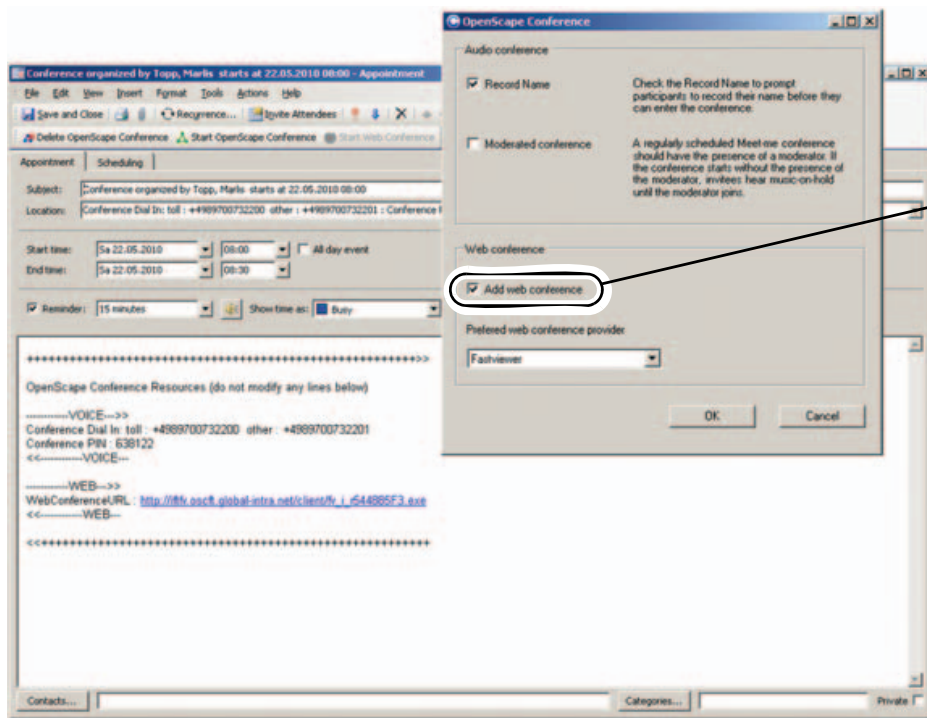 OpenScape Conference
Audio conference
Record Name
Check the Record Name to prompt
participants to record their name before they
can enter the conference.
Moderated conference
A regularly scheduled Meet-me conference
should have the presence of a moderator. If
the conference starts without the presence of
the moderator, invitees hear music-on-hold
until the moderator joins.
Web conference
Add web conference
Prefered web conference provider
Fastviewer
OK Cancel
Conference organized by Topp, Marlis starts at 22.05.2010 08:00 - Appointment
File Edit View Insert Format Tools Actions Help
Save and Close Recurrence... Invite Attendees
Delete OpenScape Conference Start OpenScape Conference Start Web Conference
Appointment Scheduling
Subject: Conference organized by Topp, Marlis starts at 22.05.2010 08:00
Location: Conference Dial In: toll : +4989700732200 other : +4989700732201 : Conference
Start time: Sa 22.05.2010 08:00 All day event
End time: Sa 22.05.2010 08:30
Reminder: 15 minutes Show time as: Busy
++++++++++++++++++++++++++++++++++++++++++++++++++++++>>
OpenScape Conference Resources (do not modify any lines below)
------------VOICE--->>
Conference Dial In: toll : +4989700732200 other : +4989700732201
Conference PIN : 638122
<<------------VOICE---
------------WEB--->>
WebConferenceURL :
<<------------WEB---
<<++++++++++++++++++++++++++++++++++++++++++++++++++++++
Contacts... Categories... Private